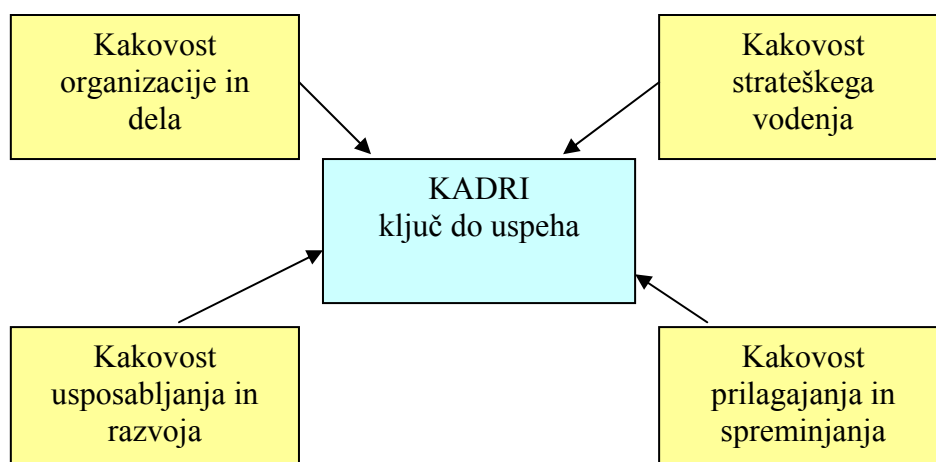 Kakovost
organizacije in
dela
Kakovost
strateškega
vodenja
KADRI
ključ do uspeha
Kakovost
usposabljanja in
razvoja
Kakovost
prilagajanja in
spreminjanja